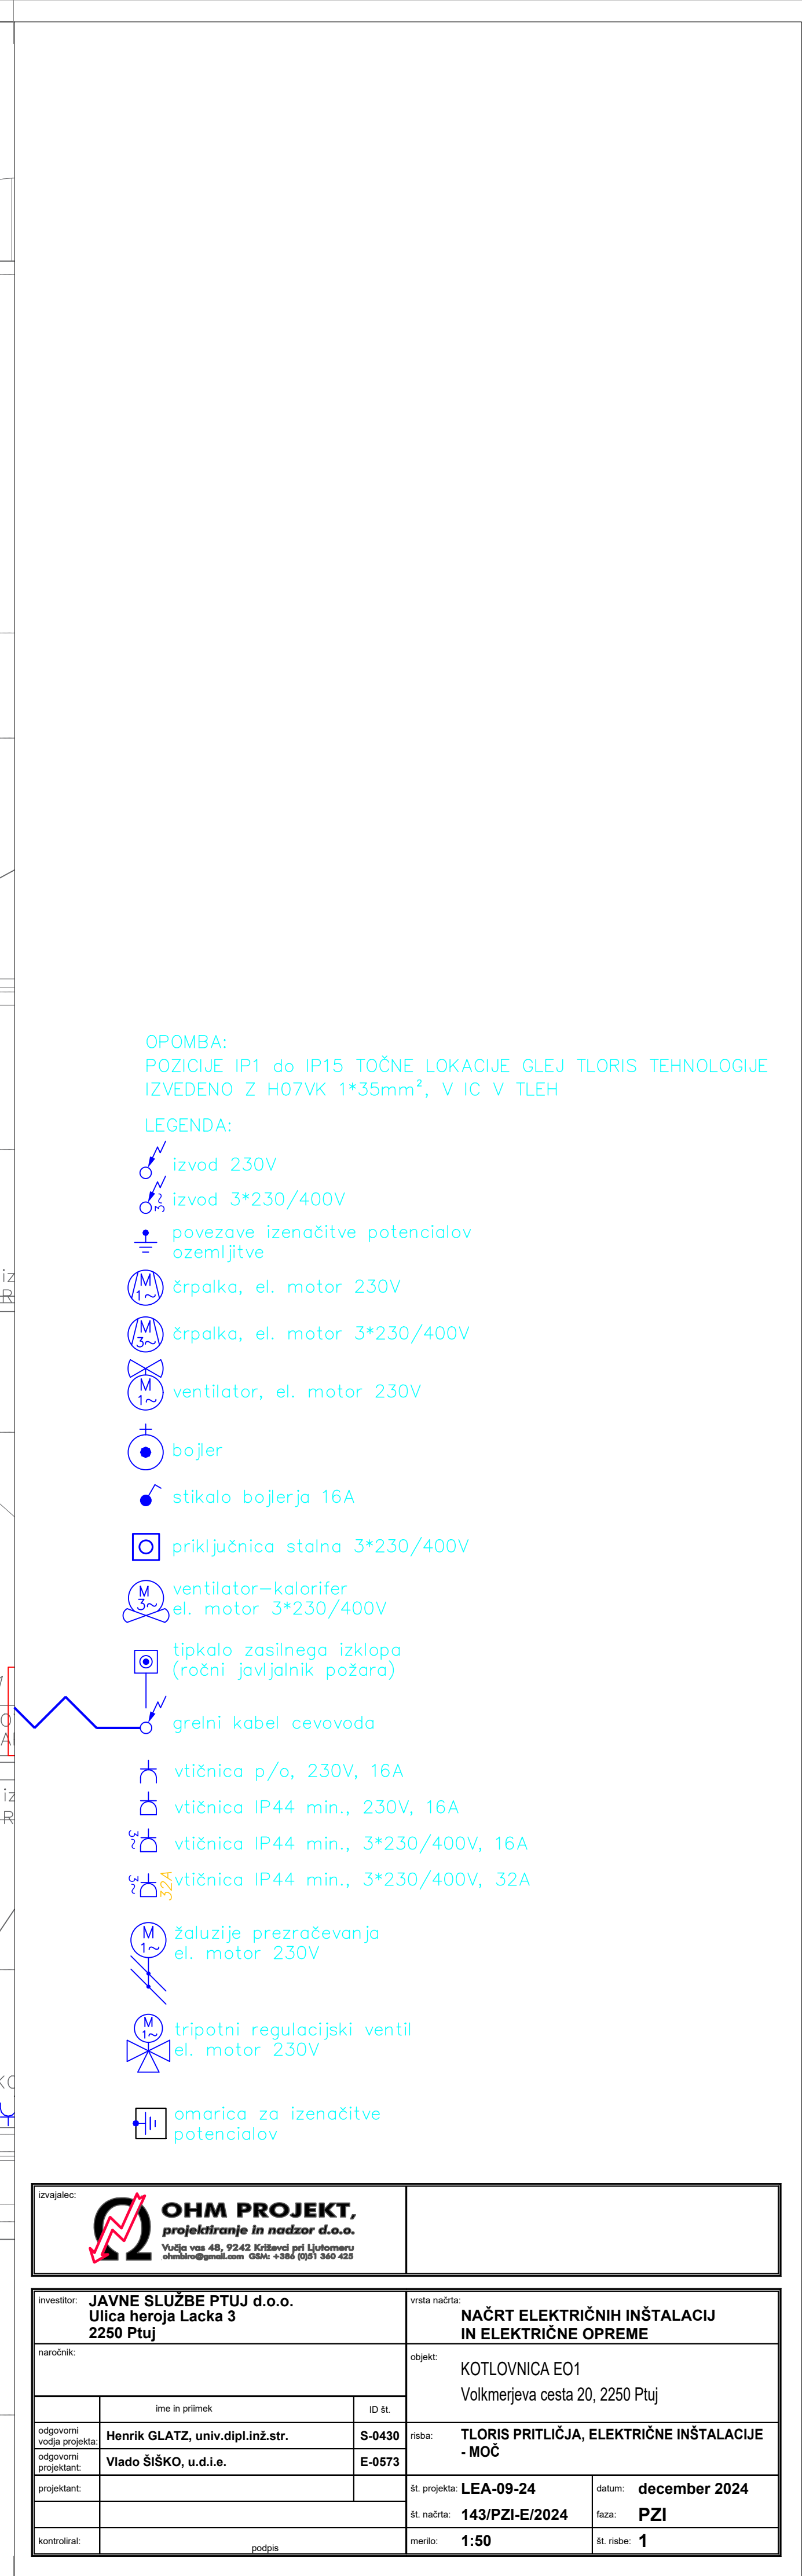 OPOMBA:
POZICIJE IP1 do IP15 TOČNE LOKACIJE GLEJ TLORIS TEHNOLOGIJE
IZVEDENO Z H07VK 1*35mm², V IC V TLEH
LEGENDA:
izvod 230V
3~ izvod 3*230/400V
povezave izenačitve potencialov
ozemljitve
M
1~
črpalka, el. motor 230V
M
3~
črpalka, el. motor 3*230/400V
M
1~
ventilator, el. motor 230V
bojler
stikalo bojlerja 16A
priključnica stalna 3*230/400V
M
3~
ventilator-kalorifer
el. motor 3*230/400V
tipkalo zasilnega izklopa
(ročni javljalnik požara)
grelni kabel cevovoda
vtičnica p/o, 230V, 16A
vtičnica IP44 min., 230V, 16A
3~ vtičnica IP44 min., 3*230/400V, 16A
3~ 32A vtičnica IP44 min., 3*230/400V, 32A
M
1~
žaluzije prezračevanja
el. motor 230V
M
1~
tripotni regulacijski ventil
el. motor 230V
omarica za izenačitve
potencialov
izvajalec:
OHM PROJEKT,
projektiranje in nadzor d.o.o.
Vučja vas 48, 9242 Križevci pri Ljutomeru
ohmbiro@gmail.com GSM: +386 (0)51 360 425
investitor: JAVNE SLUŽBE PTUJ d.o.o.
Ulica heroja Lacka 3
2250 Ptuj
vrsta načrta:
NAČRT ELEKTRIČNIH INŠTALACIJ
IN ELEKTRIČNE OPREME
naročnik:
objekt:
KOTLOVNICA EO1
Volkmerjeva cesta 20, 2250 Ptuj
ime in priimek ID št.
odgovorni
vodja projekta: Henrik GLATZ, univ.dipl.inž.str. S-0430
odgovorni
projektant: Vlado ŠIŠKO, u.d.i.e. E-0573
risba: TLORIS PRITLIČJA, ELEKTRIČNE INŠTALACIJE
- MOČ
projektant:
št. projekta: LEA-09-24 datum: december 2024
št. načrta: 143/PZI-E/2024 faza: PZI
kontroliral: podpis
merilo: 1:50 št. risbe: 1